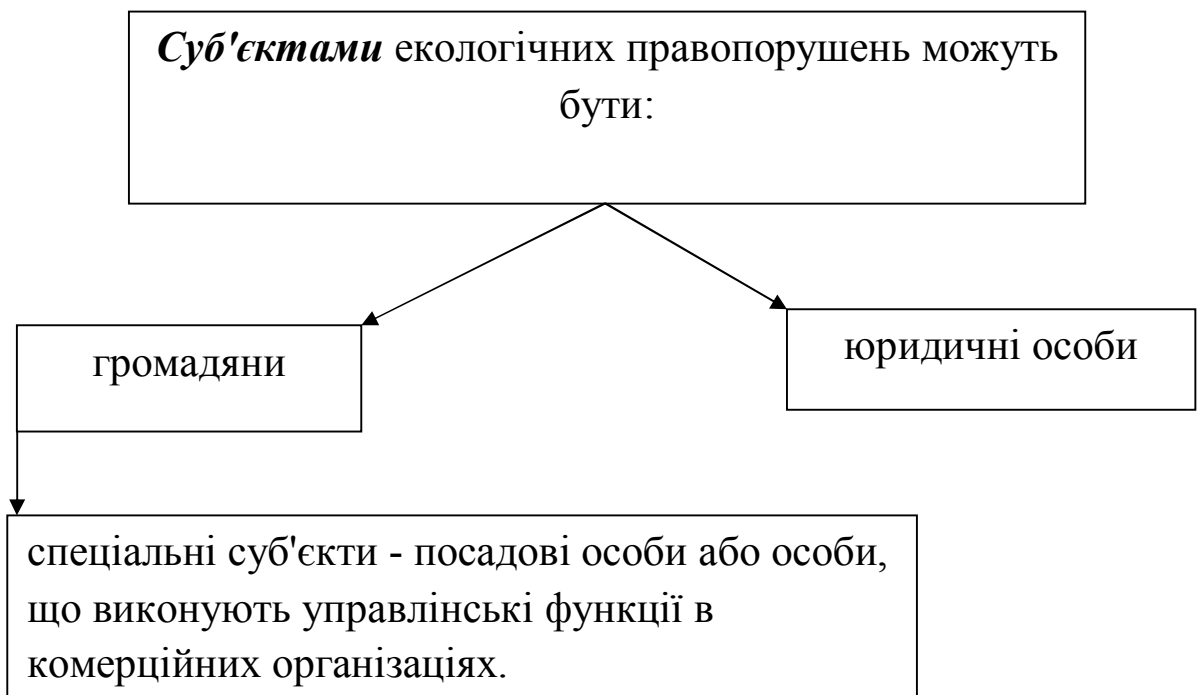 Суб'єктами екологічних правопорушень можуть
бути:
громадяни
юридичні особи
спеціальні суб'єкти - посадові особи або особи,
що виконують управлінські функції в
комерційних організаціях.